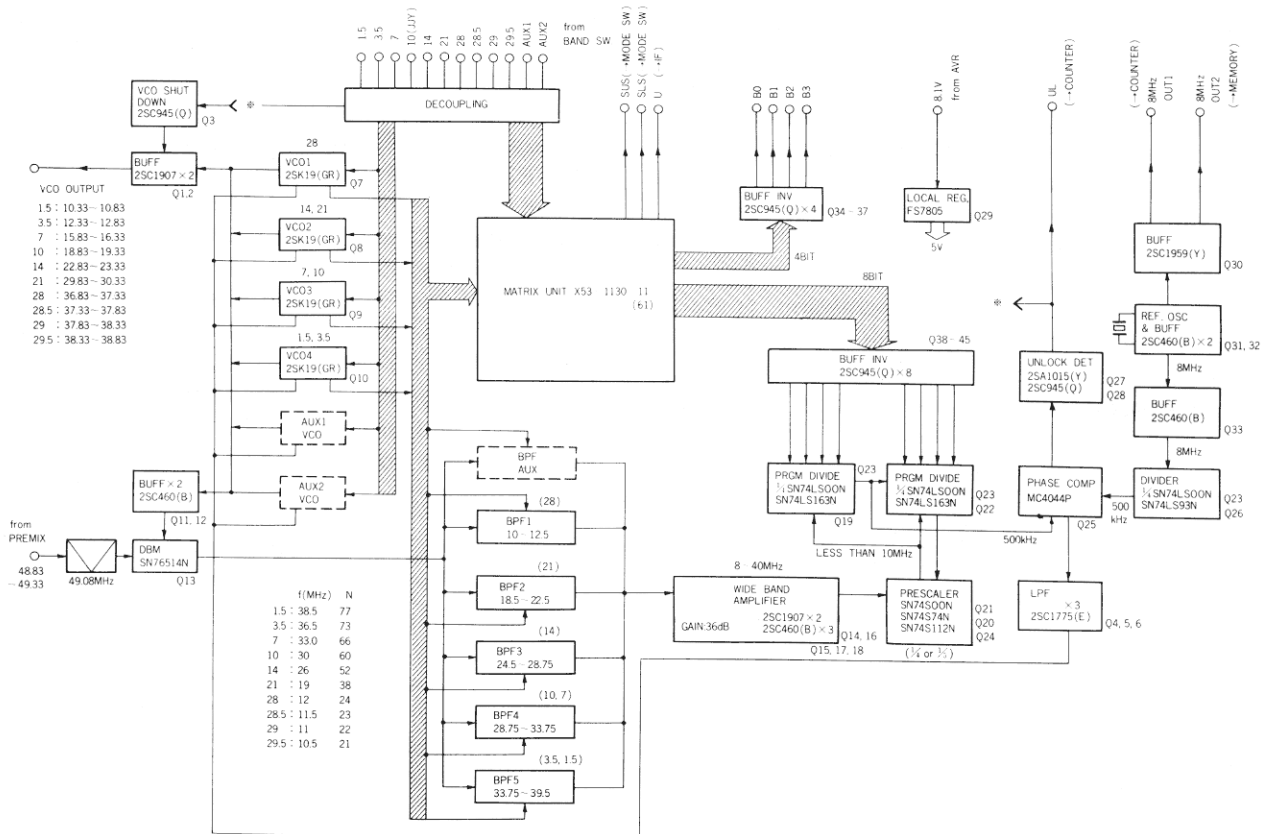 1.5
3.5
7
10(JJY)
14
21
28
28.5
29
29.5
AUX1
AUX2
from
BAND SW
SUS(→MODE SW)
SLS(→MODE SW)
U (→IF)
B0
B1
B2
B3
8.1V
from AVR
UL
(→COUNTER)
(→COUNTER)
8MHz
OUT1
8MHz
OUT2
(→MEMORY)
VCO SHUT
DOWN
2SC945(Q)
Q3
※
DECOUPLING
BUFF
2SC1907×2
Q1,2
28
VCO1
2SK19(GR)
Q7
VCO OUTPUT
1.5 : 10.33~10.83
3.5 : 12.33~12.83
7 : 15.83~16.33
10 : 18.83~19.33
14 : 22.83~23.33
21 : 29.83~30.33
28 : 36.83~37.33
28.5 : 37.33~37.83
29 : 37.83~38.33
29.5 : 38.33~38.83
14, 21
VCO2
2SK19(GR)
Q8
7, 10
VCO3
2SK19(GR)
Q9
1.5, 3.5
VCO4
2SK19(GR)
Q10
AUX1
VCO
AUX2
VCO
MATRIX UNIT X53 1130 11
(61)
BUFF INV
2SC945(Q)×4
Q34-37
4BIT
8BIT
LOCAL REG,
FS7805
Q29
5V
※
BUFF
2SC1959(Y)
Q30
REF. OSC
& BUFF
2SC460(B)×2
Q31, 32
8MHz
UNLOCK DET
2SA1015(Y)
2SC945(Q)
Q27
Q28
BUFF
2SC460(B)
Q33
8MHz
Q38-45
BUFF INV
2SC945(Q)×8
PRGM DIVIDE
¼SN74LSOON
SN74LS163N
Q23
Q19
PRGM DIVIDE
¼SN74LSOON
SN74LS163N
Q23
Q22
PHASE COMP
MC4044P
Q25
500
kHz
DIVIDER
¼SN74LSOON
SN74LS93N
Q23
Q26
LESS THAN 10MHz
500kHz
BUFF×2
2SC460(B)
Q11, 12
from
PREMIX
48.83
~49.33
49.08MHz
DBM
SN76514N
Q13
BPF
AUX
(28)
BPF1
10~12.5
(21)
BPF2
18.5~22.5
(14)
BPF3
24.5~28.75
(10, 7)
BPF4
28.75~33.75
(3.5, 1.5)
BPF5
33.75~39.5
f(MHz) N
1.5 : 38.5 77
3.5 : 36.5 73
7 : 33.0 66
10 : 30 60
14 : 26 52
21 : 19 38
28 : 12 24
28.5 : 11.5 23
29 : 11 22
29.5 : 10.5 21
8-40MHz
WIDE BAND
AMPLIFIER
2SC1907×2
GAIN:36dB 2SC460(B)×3
Q14, 16
Q15, 17, 18
PRESCALER
SN74SOON
SN74S74N
SN74S112N
Q21
Q20
Q24
LPF
×3
2SC1775(E)
Q4, 5, 6